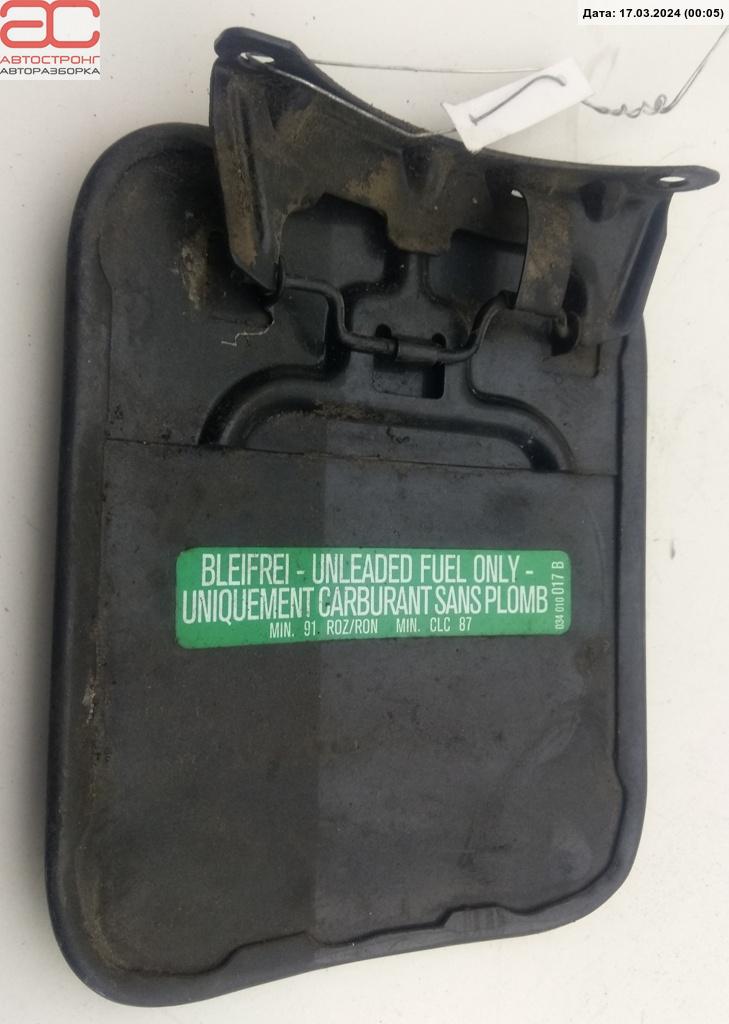 АС
АВТОСТРОНГ
АВТОРАЗБОРКА
Дата: 17.03.2024 (00:05)
BLEIFREI - UNLEADED FUEL ONLY -
UNIQUEMENT CARBURANT SANS PLOMB
MIN. 91 ROZ/RON MIN. CLC 87
034 010 017 B